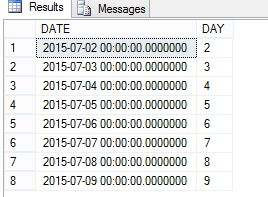 Results Messages
DATE DAY
1 2015-07-02 00:00:00.0000000 2
2 2015-07-03 00:00:00.0000000 3
3 2015-07-04 00:00:00.0000000 4
4 2015-07-05 00:00:00.0000000 5
5 2015-07-06 00:00:00.0000000 6
6 2015-07-07 00:00:00.0000000 7
7 2015-07-08 00:00:00.0000000 8
8 2015-07-09 00:00:00.0000000 9